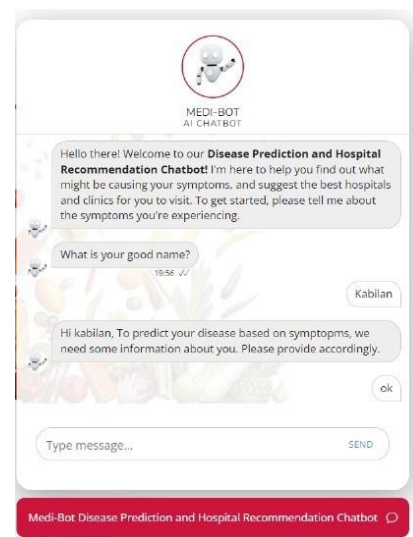 MEDI-BOT
AI CHATBOT
Hello there! Welcome to our Disease Prediction and Hospital
Recommendation Chatbot! I'm here to help you find out what
might be causing your symptoms, and suggest the best hospitals
and clinics for you to visit. To get started, please tell me about
the symptoms you're experiencing.
What is your good name?
19:56
Kabilan
Hi kabilan, To predict your disease based on symptopms, we
need some information about you. Please provide accordingly.
ok
Type message...
SEND
Medi-Bot Disease Prediction and Hospital Recommendation Chatbot